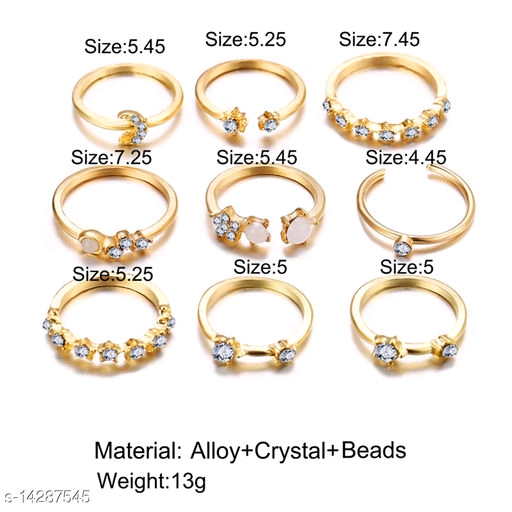 Size:5.45 Size:5.25 Size:7.45
Size:7.25 Size:5.45 Size:4.45
Size:5.25 Size:5 Size:5
Material: Alloy+Crystal+Beads
Weight:13g
s-14287545